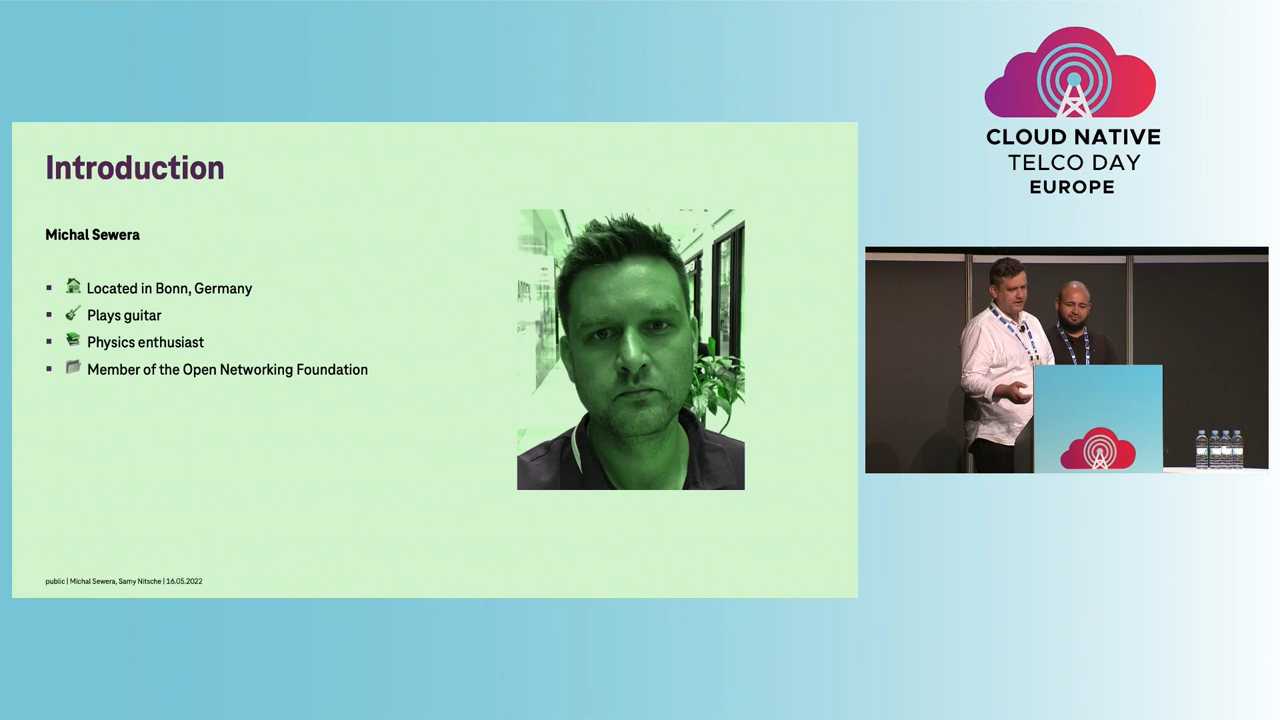 Introduction
Michal Sewera
Located in Bonn, Germany
Plays guitar
Physics enthusiast
Member of the Open Networking Foundation
public | Michal Sewera, Samy Nitsche | 16.05.2022
CLOUD NATIVE
TELCO DAY
EUROPE